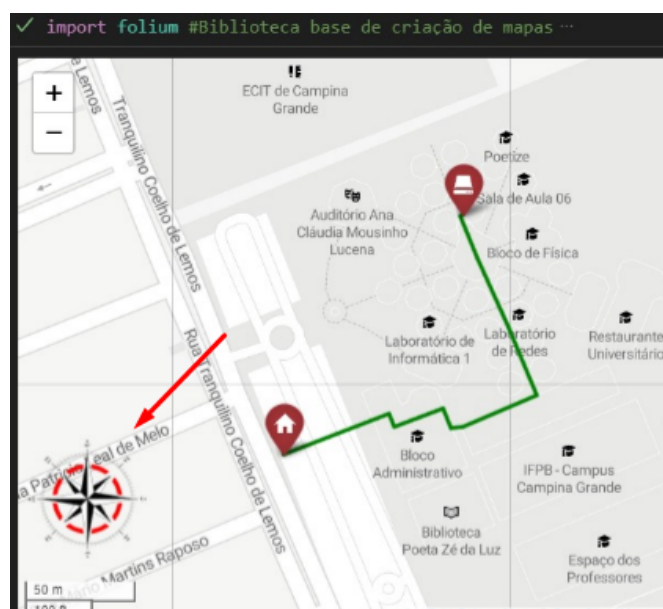 import folium #Biblioteca base de criação de mapas ...
+
−
de Lemos
Tranquilino Coelho de Lemos
ECIT de Campina
Grande
Poetize
Sala de Aula 06
Auditório Ana
Cláudia Mousinho
Lucena
Bloco de Física
Laboratório de
Informática 1
Laboratório
de Redes
Restaurante
Universitário
Rua Tranquilino Coelho de Lemos
Patrício Leal de Melo
Bloco
Administrativo
IFPB - Campus
Campina Grande
Biblioteca
Poeta Zé da Luz
Espaço dos
Professores
Martins Raposo
50 m
100 ft